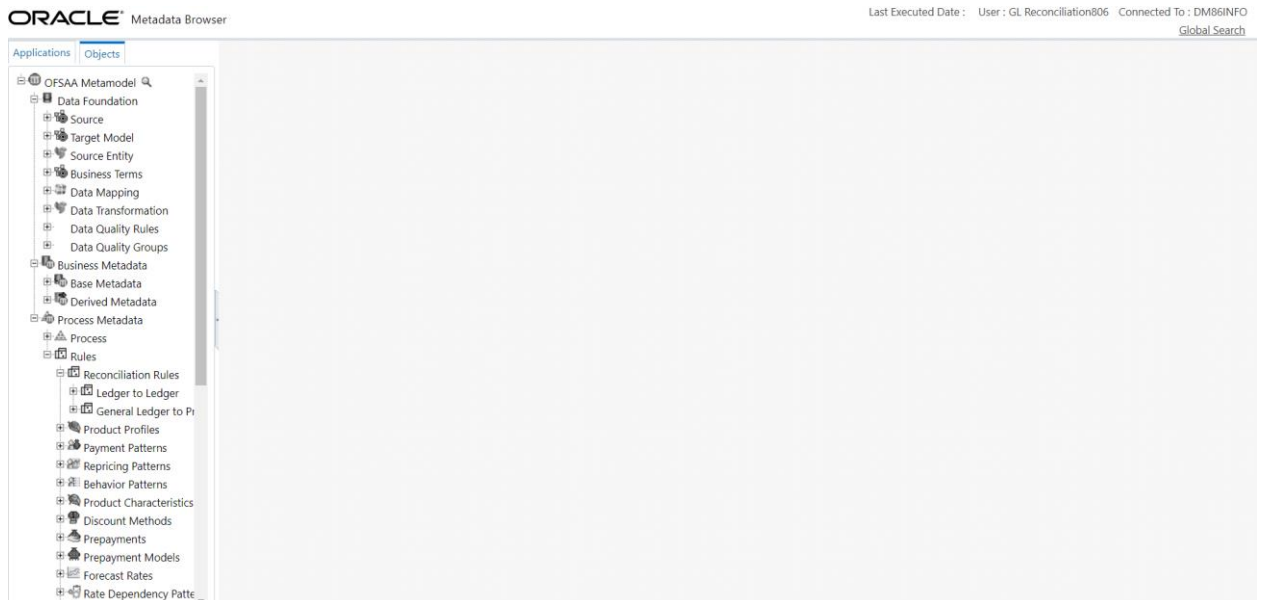 ORACLE® Metadata Browser
Last Executed Date : User : GL Reconciliation806 Connected To : DM86INFO
Global Search
Applications Objects
OFSAA Metamodel
Data Foundation
Source
Target Model
Source Entity
Business Terms
Data Mapping
Data Transformation
Data Quality Rules
Data Quality Groups
Business Metadata
Base Metadata
Derived Metadata
Process Metadata
Process
Rules
Reconciliation Rules
Ledger to Ledger
General Ledger to Pr
Product Profiles
Payment Patterns
Repricing Patterns
Behavior Patterns
Product Characteristics
Discount Methods
Prepayments
Prepayment Models
Forecast Rates
Rate Dependency Patte